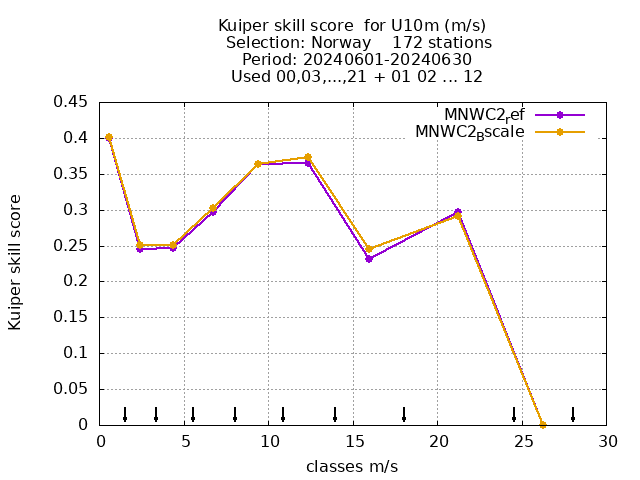 Kuiper skill score  for U10m (m/s)
Selection: Norway    172 stations
Period: 20240601-20240630
Used 00,03,...,21 + 01 02 ... 12
MNWC2_ref
MNWC2_Bscale
0.45
0.4
0.35
0.3
0.25
0.2
0.15
0.1
0.05
0
0 5 10 15 20 25 30
Kuiper skill score
classes m/s